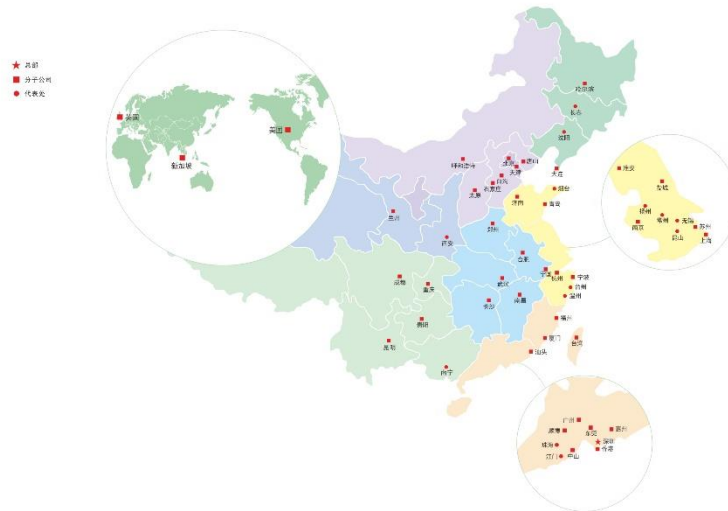 总部
分子公司
代表处
英国
美国
新加坡
哈尔滨
长春
沈阳
大连
呼和浩特
北京
唐山
天津
石家庄
太原
烟台
济南
青岛
兰州
西安
郑州
合肥
宁波
杭州
台州
温州
成都
重庆
武汉
南昌
长沙
贵阳
昆明
南宁
福州
厦门
汕头
台湾
淮安
盐城
扬州
常州
无锡
南京
苏州
昆山
上海
广州
顺德
东莞
惠州
深圳
香港
珠海
中山
江门